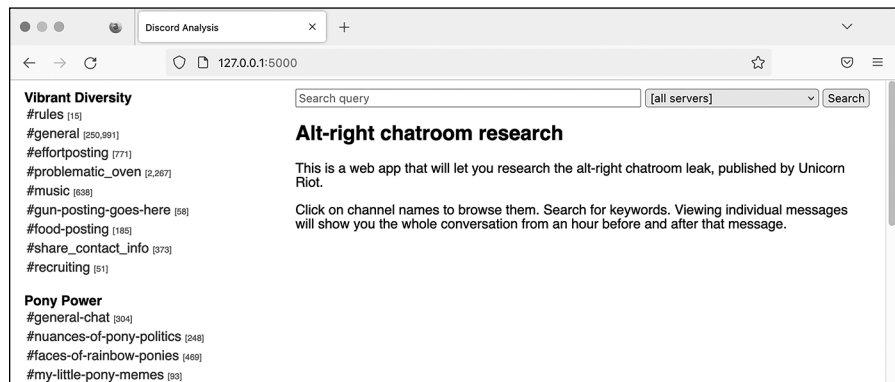 Discord Analysis
127.0.0.1:5000
Vibrant Diversity
#rules [15]
#general [250,991]
#effortposting [771]
#problematic_oven [2,267]
#music [638]
#gun-posting-goes-here [58]
#food-posting [185]
#share_contact_info [373]
#recruiting [51]
Pony Power
#general-chat [304]
#nuances-of-pony-politics [248]
#faces-of-rainbow-ponies [469]
#my-little-pony-memes [93]
Search query
[all servers]
Search
Alt-right chatroom research
This is a web app that will let you research the alt-right chatroom leak, published by Unicorn
Riot.
Click on channel names to browse them. Search for keywords. Viewing individual messages
will show you the whole conversation from an hour before and after that message.